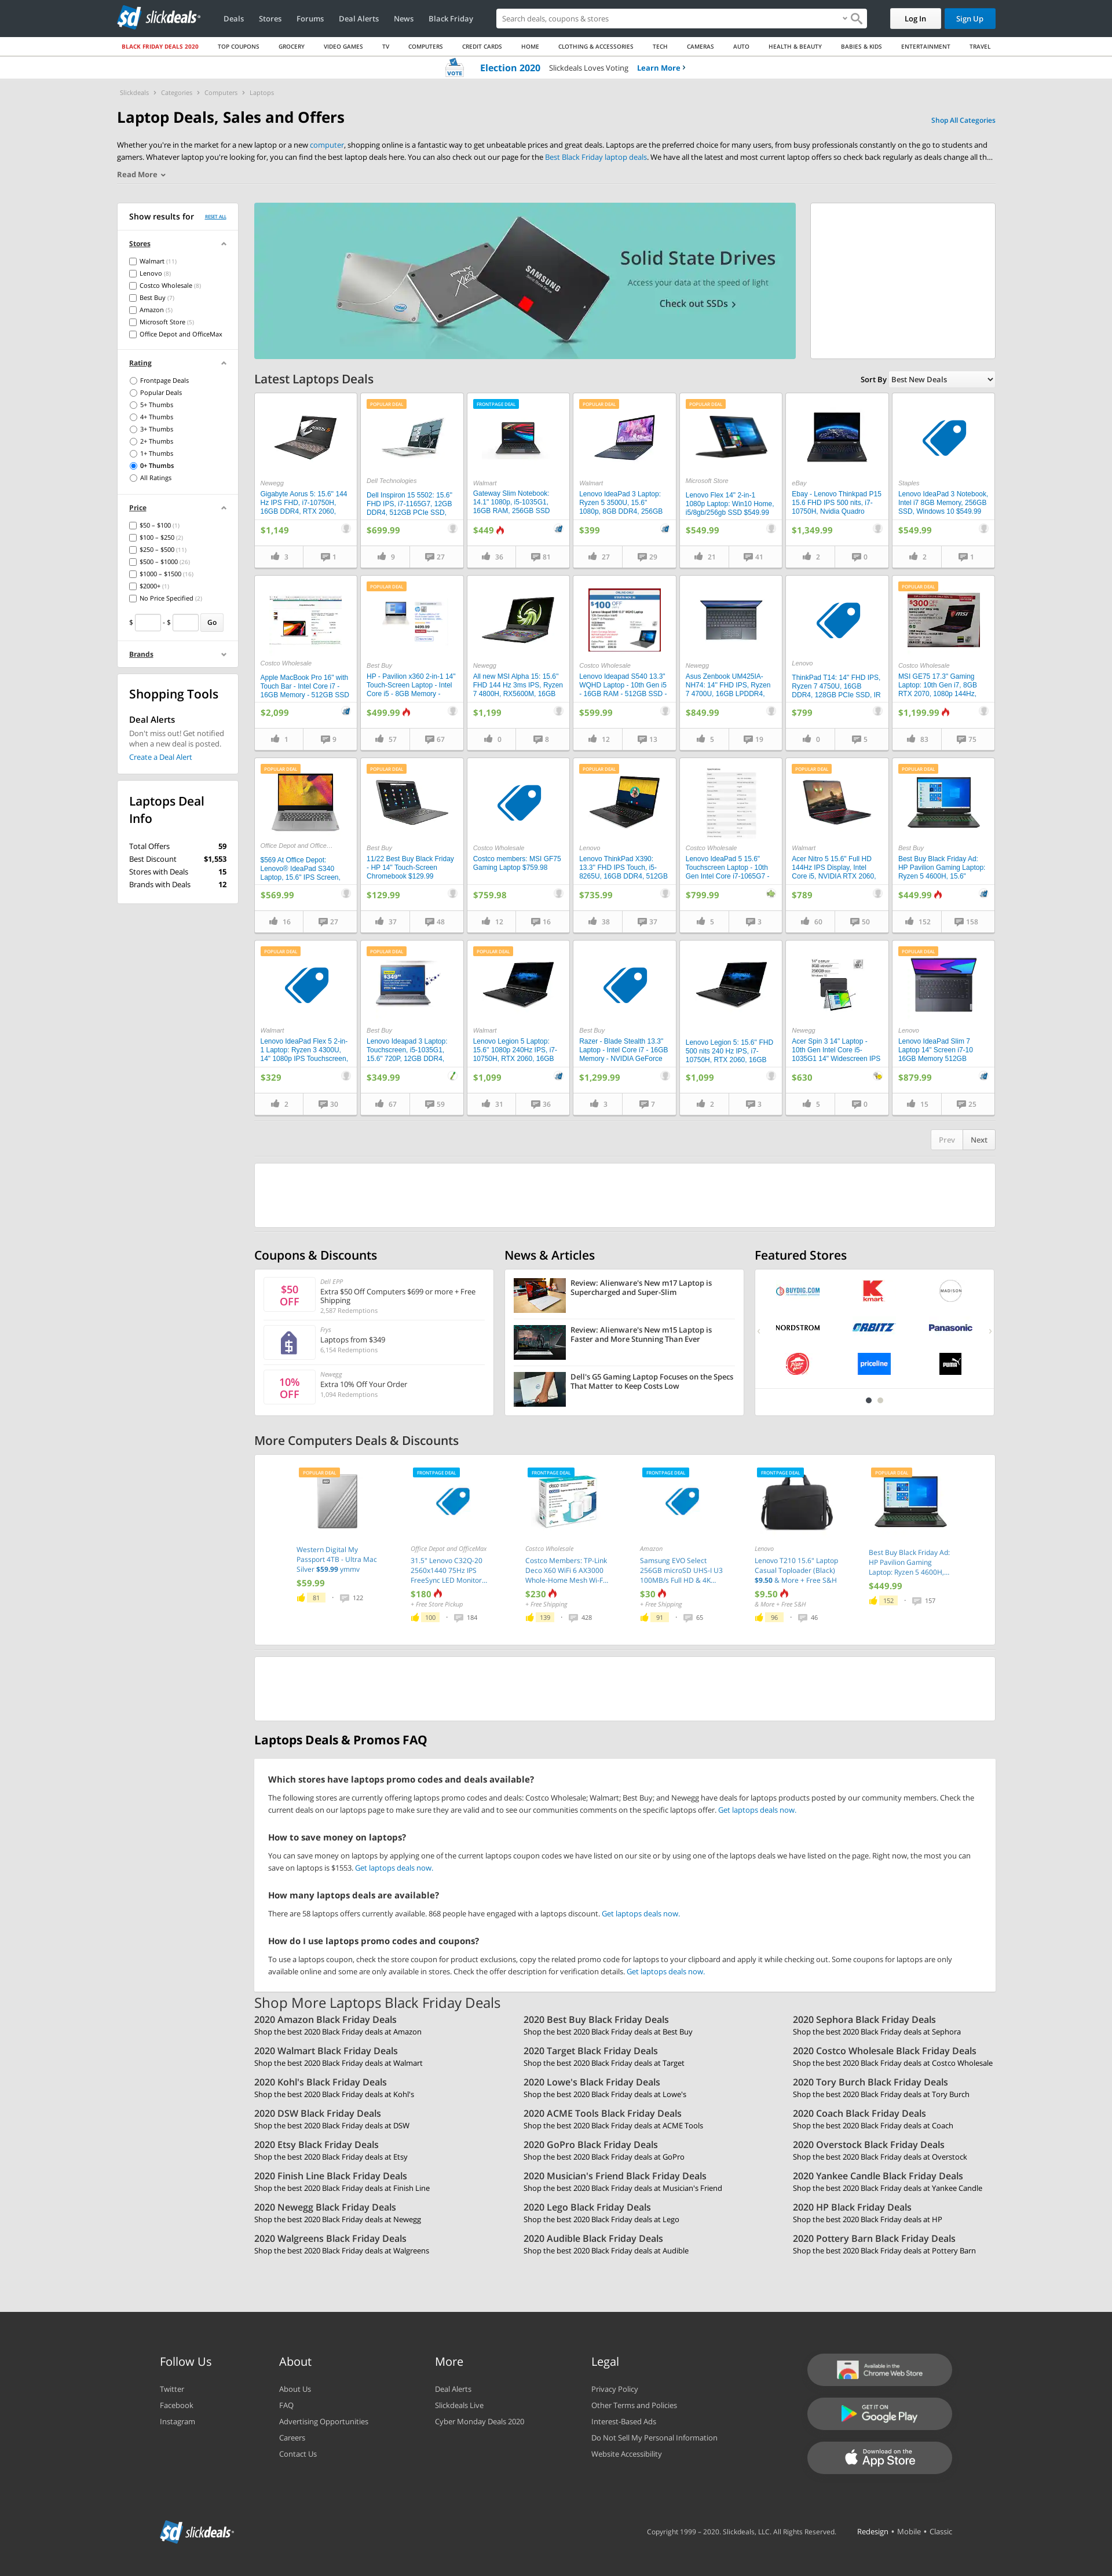 sd slickdeals
Deals Stores Forums Deal Alerts News Black Friday
Search deals, coupons & stores
Log In Sign Up
BLACK FRIDAY DEALS 2020 TOP COUPONS GROCERY VIDEO GAMES TV COMPUTERS CREDIT CARDS HOME CLOTHING & ACCESSORIES TECH CAMERAS AUTO HEALTH & BEAUTY BABIES & KIDS ENTERTAINMENT TRAVEL
VOTE Election 2020 Slickdeals Loves Voting Learn More
Slickdeals › Categories › Computers › Laptops
Laptop Deals, Sales and Offers
Shop All Categories
Whether you're in the market for a new laptop or a new computer, shopping online is a fantastic way to get unbeatable prices and great deals. Laptops are the preferred choice for many users, from busy professionals constantly on the go to students and
gamers. Whatever laptop you're looking for, you can find the best laptop deals here. You can also check out our page for the Best Black Friday laptop deals. We have all the latest and most current laptop offers so check back regularly as deals change all th...
Read More
Show results for RESET ALL
Stores
Walmart (11)
Lenovo (8)
Costco Wholesale (8)
Best Buy (7)
Amazon (5)
Microsoft Store (5)
Office Depot and OfficeMax
Rating
Frontpage Deals
Popular Deals
5+ Thumbs
4+ Thumbs
3+ Thumbs
2+ Thumbs
1+ Thumbs
0+ Thumbs
All Ratings
Price
$50 – $100 (1)
$100 – $250 (2)
$250 – $500 (11)
$500 – $1000 (26)
$1000 – $1500 (16)
$2000+ (1)
No Price Specified (2)
$ - $ Go
Brands
Shopping Tools
Deal Alerts
Don't miss out! Get notified
when a new deal is posted.
Create a Deal Alert
Laptops Deal
Info
Total Offers 59
Best Discount $1,553
Stores with Deals 15
Brands with Deals 12
Solid State Drives
Access your data at the speed of light
Check out SSDs
Latest Laptops Deals
Sort By Best New Deals
Newegg
Gigabyte Aorus 5: 15.6" 144
Hz IPS FHD, i7-10750H,
16GB DDR4, RTX 2060,
$1,149
3 1
POPULAR DEAL
Dell Technologies
Dell Inspiron 15 5502: 15.6"
FHD IPS, i7-1165G7, 12GB
DDR4, 512GB PCIe SSD,
$699.99
9 27
FRONTPAGE DEAL
Walmart
Gateway Slim Notebook:
14.1" 1080p, i5-1035G1,
16GB RAM, 256GB SSD
$449
36 81
POPULAR DEAL
Walmart
Lenovo IdeaPad 3 Laptop:
Ryzen 5 3500U, 15.6"
1080p, 8GB DDR4, 256GB
$399
27 29
POPULAR DEAL
Microsoft Store
Lenovo Flex 14" 2-in-1
1080p Laptop: Win10 Home,
i5/8gb/256gb SSD $549.99
$549.99
21 41
eBay
Ebay - Lenovo Thinkpad P15
15.6 FHD IPS 500 nits, i7-
10750H, Nvidia Quadro
$1,349.99
2 0
Staples
Lenovo IdeaPad 3 Notebook,
Intel i7 8GB Memory, 256GB
SSD, Windows 10 $549.99
$549.99
2 1
Costco Wholesale
Apple MacBook Pro 16" with
Touch Bar - Intel Core i7 -
16GB Memory - 512GB SSD
$2,099
1 9
POPULAR DEAL
Best Buy
HP - Pavilion x360 2-in-1 14"
Touch-Screen Laptop - Intel
Core i5 - 8GB Memory -
$499.99
57 67
Newegg
All new MSI Alpha 15: 15.6"
FHD 144 Hz 3ms IPS, Ryzen
7 4800H, RX5600M, 16GB
$1,199
0 8
$100 OFF
Costco Wholesale
Lenovo Ideapad S540 13.3"
WQHD Laptop - 10th Gen i5
- 16GB RAM - 512GB SSD -
$599.99
12 13
Newegg
Asus Zenbook UM425IA-
NH74: 14" FHD IPS, Ryzen
7 4700U, 16GB LPDDR4,
$849.99
5 19
Lenovo
ThinkPad T14: 14" FHD IPS,
Ryzen 7 4750U, 16GB
DDR4, 128GB PCIe SSD, IR
$799
0 5
POPULAR DEAL
$300
msi
Costco Wholesale
MSI GE75 17.3" Gaming
Laptop: 10th Gen i7, 8GB
RTX 2070, 1080p 144Hz,
$1,199.99
83 75
POPULAR DEAL
Office Depot and Office...
$569 At Office Depot:
Lenovo® IdeaPad S340
Laptop, 15.6" IPS Screen,
$569.99
16 27
POPULAR DEAL
Best Buy
11/22 Best Buy Black Friday
- HP 14" Touch-Screen
Chromebook $129.99
$129.99
37 48
Costco Wholesale
Costco members: MSI GF75
Gaming Laptop $759.98
$759.98
12 16
POPULAR DEAL
Lenovo
Lenovo ThinkPad X390:
13.3" FHD IPS Touch, i5-
8265U, 16GB DDR4, 512GB
$735.99
38 37
Costco Wholesale
Lenovo IdeaPad 5 15.6"
Touchscreen Laptop - 10th
Gen Intel Core i7-1065G7 -
$799.99
5 3
POPULAR DEAL
Walmart
Acer Nitro 5 15.6" Full HD
144Hz IPS Display, Intel
Core i5, NVIDIA RTX 2060,
$789
60 50
POPULAR DEAL
Best Buy
Best Buy Black Friday Ad:
HP Pavilion Gaming Laptop:
Ryzen 5 4600H, 15.6"
$449.99
152 158
POPULAR DEAL
Walmart
Lenovo IdeaPad Flex 5 2-in-
1 Laptop: Ryzen 3 4300U,
14" 1080p IPS Touchscreen,
$329
2 30
POPULAR DEAL
Best Buy
Lenovo Ideapad 3 Laptop:
Touchscreen, i5-1035G1,
15.6" 720P, 12GB DDR4,
$349.99
67 59
POPULAR DEAL
Walmart
Lenovo Legion 5 Laptop:
15.6" 1080p 240Hz IPS, i7-
10750H, RTX 2060, 16GB
$1,099
31 36
Best Buy
Razer - Blade Stealth 13.3"
Laptop - Intel Core i7 - 16GB
Memory - NVIDIA GeForce
$1,299.99
3 7
Lenovo Legion 5: 15.6" FHD
500 nits 240 Hz IPS, i7-
10750H, RTX 2060, 16GB
$1,099
2 3
Newegg
Acer Spin 3 14" Laptop -
10th Gen Intel Core i5-
1035G1 14" Widescreen IPS
$630
5 0
POPULAR DEAL
Lenovo
Lenovo IdeaPad Slim 7
Laptop 14" Screen i7-10
16GB Memory 512GB
$879.99
15 25
Prev Next
Coupons & Discounts
$50 OFF
Dell EPP
Extra $50 Off Computers $699 or more + Free
Shipping
2,587 Redemptions
Frys
Laptops from $349
6,154 Redemptions
10% OFF
Newegg
Extra 10% Off Your Order
1,094 Redemptions
News & Articles
Review: Alienware's New m17 Laptop is
Supercharged and Super-Slim
Review: Alienware's New m15 Laptop is
Faster and More Stunning Than Ever
Dell's G5 Gaming Laptop Focuses on the Specs
That Matter to Keep Costs Low
Featured Stores
BUYDIG.COM kmart MADISON
NORDSTROM ORBITZ Panasonic
Pizza Hut priceline PUMA
More Computers Deals & Discounts
POPULAR DEAL
Western Digital My
Passport 4TB - Ultra Mac
Silver $59.99 ymmv
$59.99
81 122
FRONTPAGE DEAL
Office Depot and OfficeMax
31.5" Lenovo C32Q-20
2560x1440 75Hz IPS
FreeSync LED Monitor...
$180
+ Free Store Pickup
100 184
FRONTPAGE DEAL
Costco Wholesale
Costco Members: TP-Link
Deco X60 WiFi 6 AX3000
Whole-Home Mesh Wi-F...
$230
+ Free Shipping
139 428
FRONTPAGE DEAL
Amazon
Samsung EVO Select
256GB microSD UHS-I U3
100MB/s Full HD & 4K...
$30
+ Free Shipping
91 65
FRONTPAGE DEAL
Lenovo
Lenovo T210 15.6" Laptop
Casual Toploader (Black)
$9.50 & More + Free S&H
$9.50
& More + Free S&H
96 46
POPULAR DEAL
Best Buy Black Friday Ad:
HP Pavilion Gaming
Laptop: Ryzen 5 4600H,...
$449.99
152 157
Laptops Deals & Promos FAQ
Which stores have laptops promo codes and deals available?
The following stores are currently offering laptops promo codes and deals: Costco Wholesale; Walmart; Best Buy; and Newegg have deals for laptops products posted by our community members. Check the
current deals on our laptops page to make sure they are valid and to see our communities comments on the specific laptops offer. Get laptops deals now.
How to save money on laptops?
You can save money on laptops by applying one of the current laptops coupon codes we have listed on our site or by using one of the laptops deals we have listed on the page. Right now, the most you can
save on laptops is $1553. Get laptops deals now.
How many laptops deals are available?
There are 58 laptops offers currently available. 868 people have engaged with a laptops discount. Get laptops deals now.
How do I use laptops promo codes and coupons?
To use a laptops coupon, check the store coupon for product exclusions, copy the related promo code for laptops to your clipboard and apply it while checking out. Some coupons for laptops are only
available online and some are only available in stores. Check the offer description for verification details. Get laptops deals now.
Shop More Laptops Black Friday Deals
2020 Amazon Black Friday Deals 2020 Best Buy Black Friday Deals 2020 Sephora Black Friday Deals
Shop the best 2020 Black Friday deals at Amazon Shop the best 2020 Black Friday deals at Best Buy Shop the best 2020 Black Friday deals at Sephora
2020 Walmart Black Friday Deals 2020 Target Black Friday Deals 2020 Costco Wholesale Black Friday Deals
Shop the best 2020 Black Friday deals at Walmart Shop the best 2020 Black Friday deals at Target Shop the best 2020 Black Friday deals at Costco Wholesale
2020 Kohl's Black Friday Deals 2020 Lowe's Black Friday Deals 2020 Tory Burch Black Friday Deals
Shop the best 2020 Black Friday deals at Kohl's Shop the best 2020 Black Friday deals at Lowe's Shop the best 2020 Black Friday deals at Tory Burch
2020 DSW Black Friday Deals 2020 ACME Tools Black Friday Deals 2020 Coach Black Friday Deals
Shop the best 2020 Black Friday deals at DSW Shop the best 2020 Black Friday deals at ACME Tools Shop the best 2020 Black Friday deals at Coach
2020 Etsy Black Friday Deals 2020 GoPro Black Friday Deals 2020 Overstock Black Friday Deals
Shop the best 2020 Black Friday deals at Etsy Shop the best 2020 Black Friday deals at GoPro Shop the best 2020 Black Friday deals at Overstock
2020 Finish Line Black Friday Deals 2020 Musician's Friend Black Friday Deals 2020 Yankee Candle Black Friday Deals
Shop the best 2020 Black Friday deals at Finish Line Shop the best 2020 Black Friday deals at Musician's Friend Shop the best 2020 Black Friday deals at Yankee Candle
2020 Newegg Black Friday Deals 2020 Lego Black Friday Deals 2020 HP Black Friday Deals
Shop the best 2020 Black Friday deals at Newegg Shop the best 2020 Black Friday deals at Lego Shop the best 2020 Black Friday deals at HP
2020 Walgreens Black Friday Deals 2020 Audible Black Friday Deals 2020 Pottery Barn Black Friday Deals
Shop the best 2020 Black Friday deals at Walgreens Shop the best 2020 Black Friday deals at Audible Shop the best 2020 Black Friday deals at Pottery Barn
Follow Us
Twitter
Facebook
Instagram
About
About Us
FAQ
Advertising Opportunities
Careers
Contact Us
More
Deal Alerts
Slickdeals Live
Cyber Monday Deals 2020
Legal
Privacy Policy
Other Terms and Policies
Interest-Based Ads
Do Not Sell My Personal Information
Website Accessibility
Available in the Chrome Web Store
GET IT ON Google Play
Download on the App Store
sd slickdeals
Copyright 1999 – 2020. Slickdeals, LLC. All Rights Reserved. Redesign • Mobile • Classic